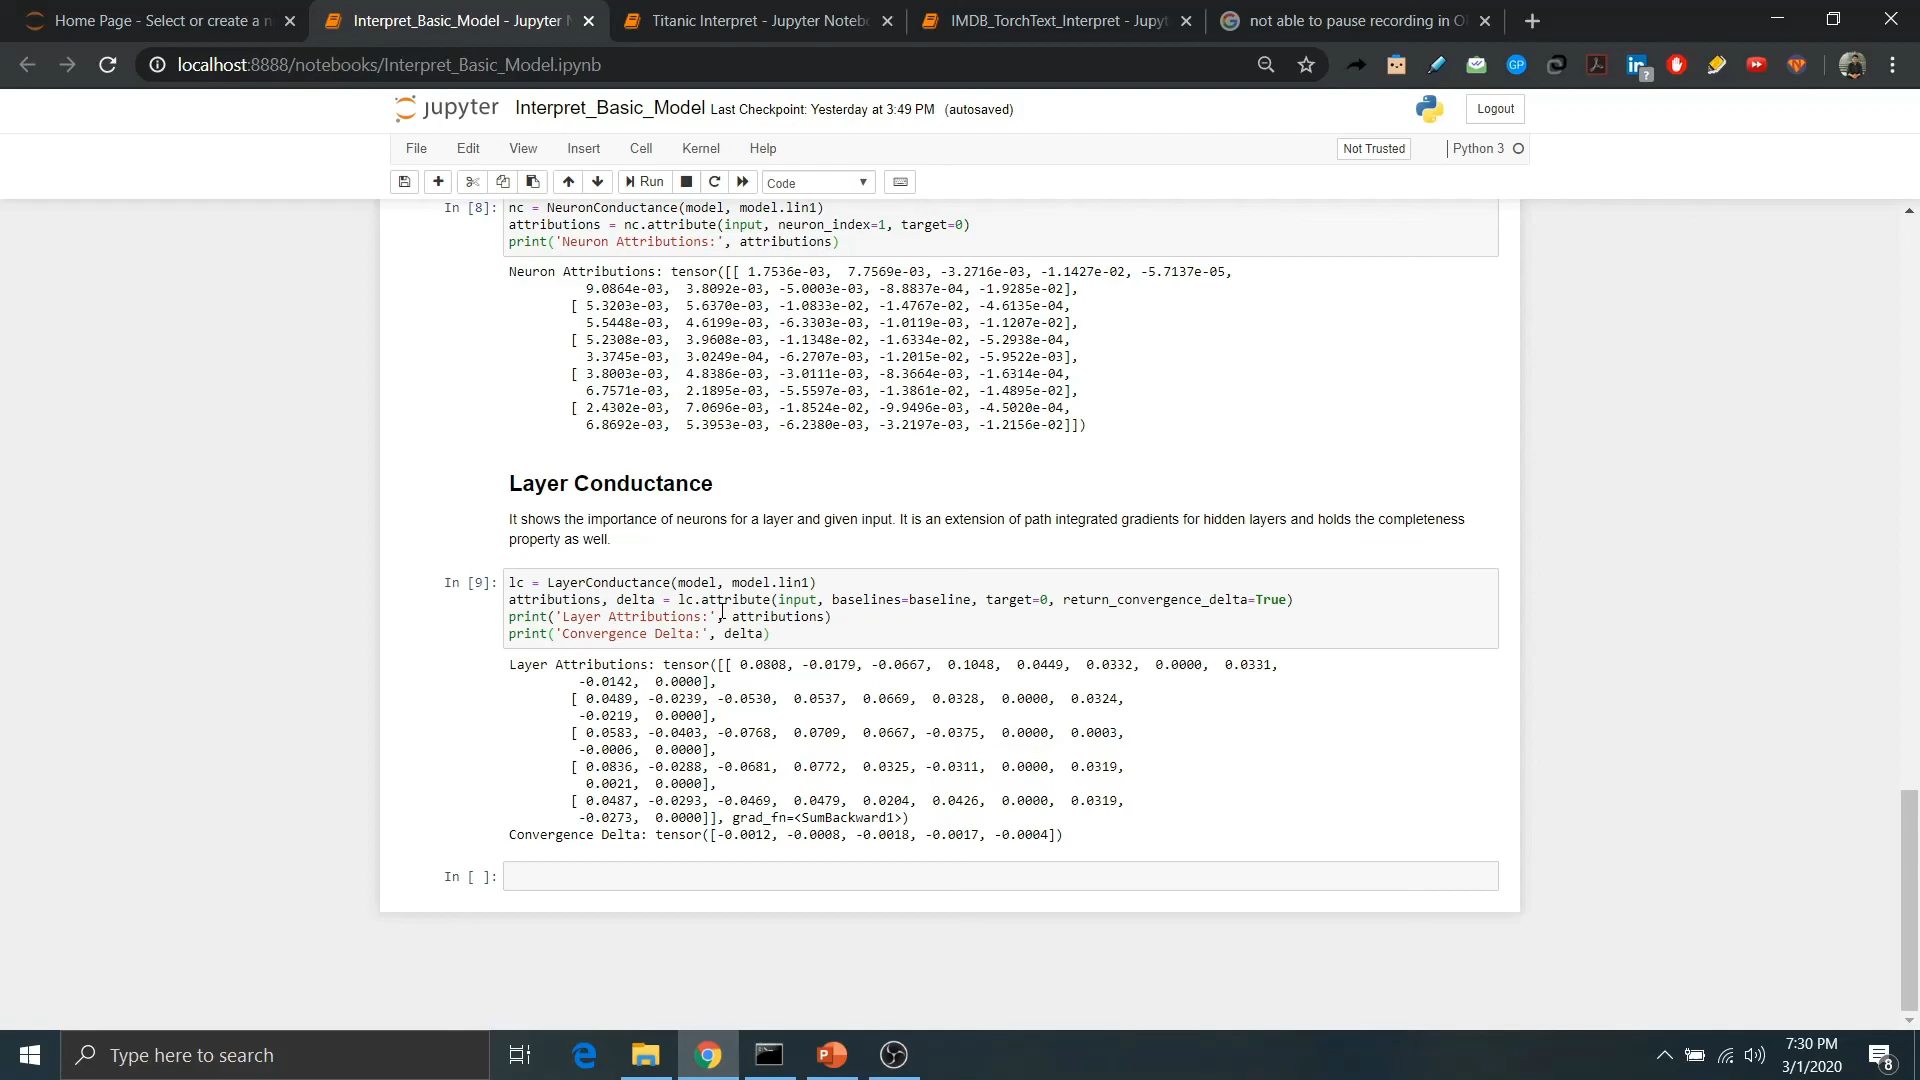 Home Page - Select or create a n
Interpret_Basic_Model - Jupyter N
Titanic Interpret - Jupyter Notebo
IMDB_TorchText_Interpret - Jupyt
not able to pause recording in O
localhost:8888/notebooks/Interpret_Basic_Model.ipynb
GP
in
?
jupyter Interpret_Basic_Model Last Checkpoint: Yesterday at 3:49 PM (autosaved)
Logout
File Edit View Insert Cell Kernel Help
Not Trusted
Python 3
Run
Code
In [8]: nc = NeuronConductance(model, model.lin1)
attributions = nc.attribute(input, neuron_index=1, target=0)
print('Neuron Attributions:', attributions)
Neuron Attributions: tensor([[ 1.7536e-03, 7.7569e-03, -3.2716e-03, -1.1427e-02, -5.7137e-05,
9.0864e-03, 3.8092e-03, -5.0003e-03, -8.8837e-04, -1.9285e-02],
[ 5.3203e-03, 5.6370e-03, -1.0833e-02, -1.4767e-02, -4.6135e-04,
5.5448e-03, 4.6199e-03, -6.3303e-03, -1.0119e-03, -1.1207e-02],
[ 5.2308e-03, 3.9608e-03, -1.1348e-02, -1.6334e-02, -5.2938e-04,
3.3745e-03, 3.0249e-04, -6.2707e-03, -1.2015e-02, -5.9522e-03],
[ 3.8003e-03, 4.8386e-03, -3.0111e-03, -8.3664e-03, -1.6314e-04,
6.7571e-03, 2.1895e-03, -5.5597e-03, -1.3861e-02, -1.4895e-02],
[ 2.4302e-03, 7.0696e-03, -1.8524e-02, -9.9496e-03, -4.5020e-04,
6.8692e-03, 5.3953e-03, -6.2380e-03, -3.2197e-03, -1.2156e-02]])
Layer Conductance
It shows the importance of neurons for a layer and given input. It is an extension of path integrated gradients for hidden layers and holds the completeness
property as well.
In [9]: lc = LayerConductance(model, model.lin1)
attributions, delta = lc.attribute(input, baselines=baseline, target=0, return_convergence_delta=True)
print('Layer Attributions:', attributions)
print('Convergence Delta:', delta)
Layer Attributions: tensor([[ 0.0808, -0.0179, -0.0667, 0.1048, 0.0449, 0.0332, 0.0000, 0.0331,
-0.0142, 0.0000],
[ 0.0489, -0.0239, -0.0530, 0.0537, 0.0669, 0.0328, 0.0000, 0.0324,
-0.0219, 0.0000],
[ 0.0583, -0.0403, -0.0768, 0.0709, 0.0667, -0.0375, 0.0000, 0.0003,
-0.0006, 0.0000],
[ 0.0836, -0.0288, -0.0681, 0.0772, 0.0325, -0.0311, 0.0000, 0.0319,
0.0021, 0.0000],
[ 0.0487, -0.0293, -0.0469, 0.0479, 0.0204, 0.0426, 0.0000, 0.0319,
-0.0273, 0.0000]], grad_fn=<SumBackward1>)
Convergence Delta: tensor([-0.0012, -0.0008, -0.0018, -0.0017, -0.0004])
In [ ]:
Type here to search
7:30 PM
3/1/2020
8